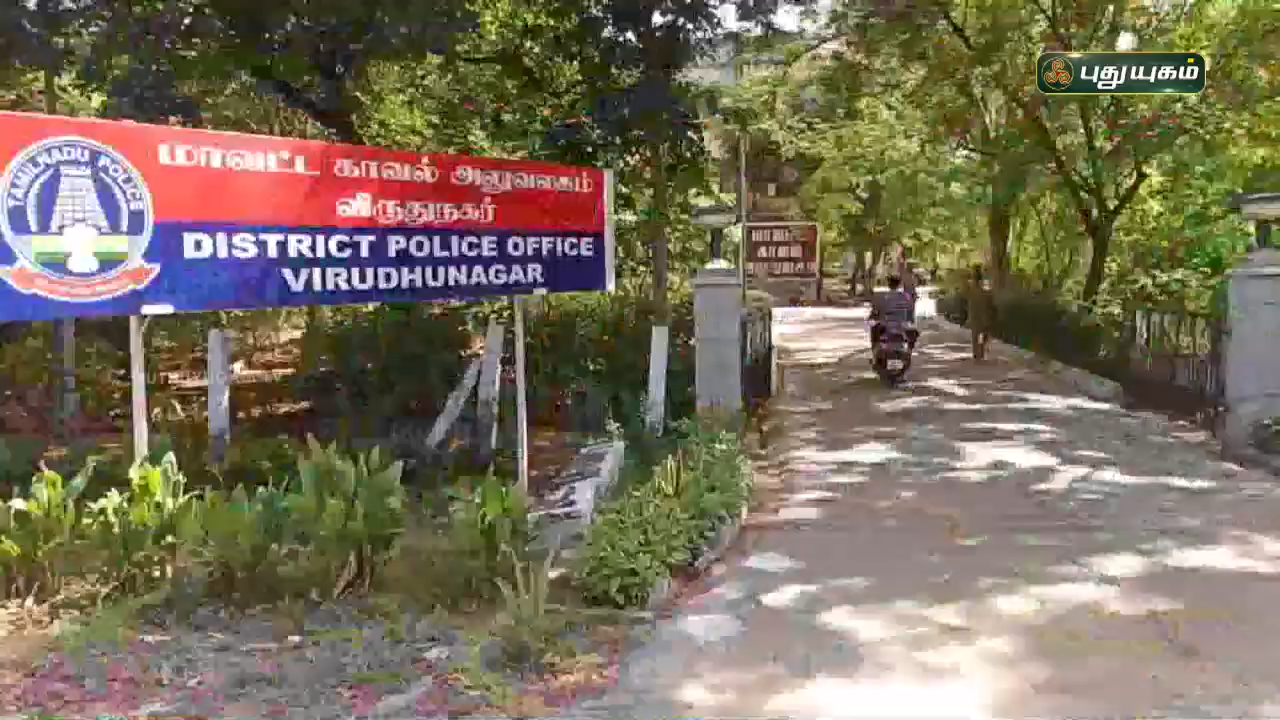 புதுயுகம்
TAMILNADU POLICE
மாவட்ட காவல் அலுவலகம்
விருதுநகர்
DISTRICT POLICE OFFICE
VIRUDHUNAGAR